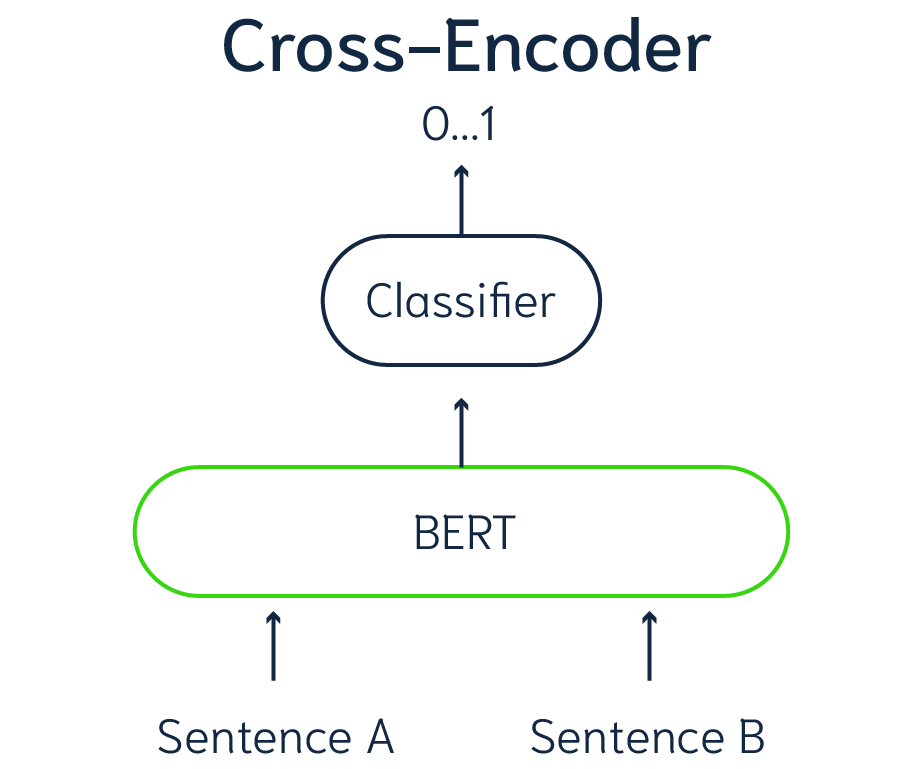 Cross-Encoder
0...1
Classifier
BERT
Sentence A
Sentence B